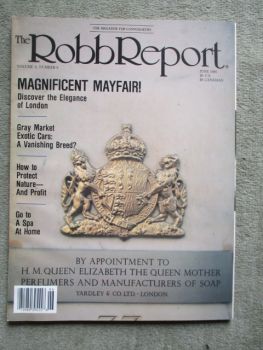 THE MAGAZINE FOR CONNOISSEURS
The Robb Report
MAGNIFICENT MAYFAIR!
Discover the Elegance
of London
Gray Market
Exotic Cars:
A Vanishing Breed?
How to
Protect
Nature—
And Profit
Go to
A Spa
At Home
BY APPOINTMENT TO
H.M. QUEEN ELIZABETH THE QUEEN MOTHER
PERFUMERS AND MANUFACTURERS OF SOAP
YARDLEY & CO. LTD - LONDON